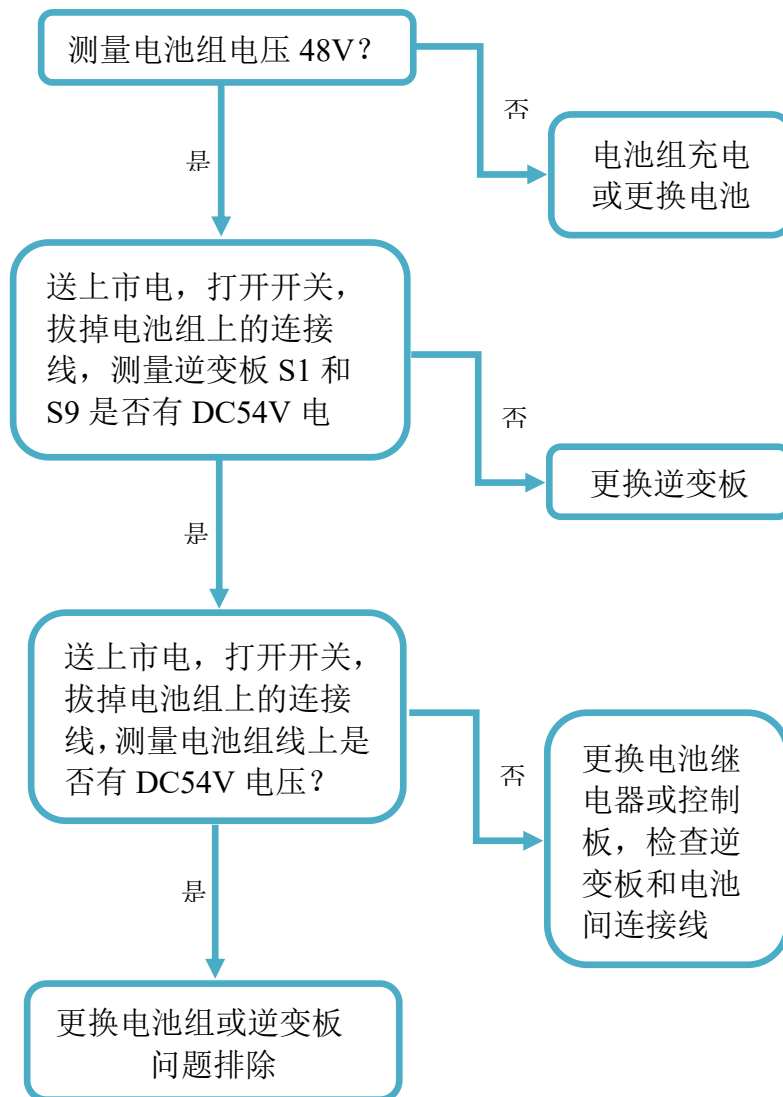 测量电池组电压 48V？
否
是
电池组充电
或更换电池
送上市电，打开开关，
拔掉电池组上的连接
线，测量逆变板 S1 和
S9 是否有 DC54V 电
否
更换逆变板
是
送上市电，打开开关，
拔掉电池组上的连接
线，测量电池组线上是
否有 DC54V 电压？
否
更换电池继
电器或控制
板，检查逆
变板和电池
间连接线
是
更换电池组或逆变板
问题排除